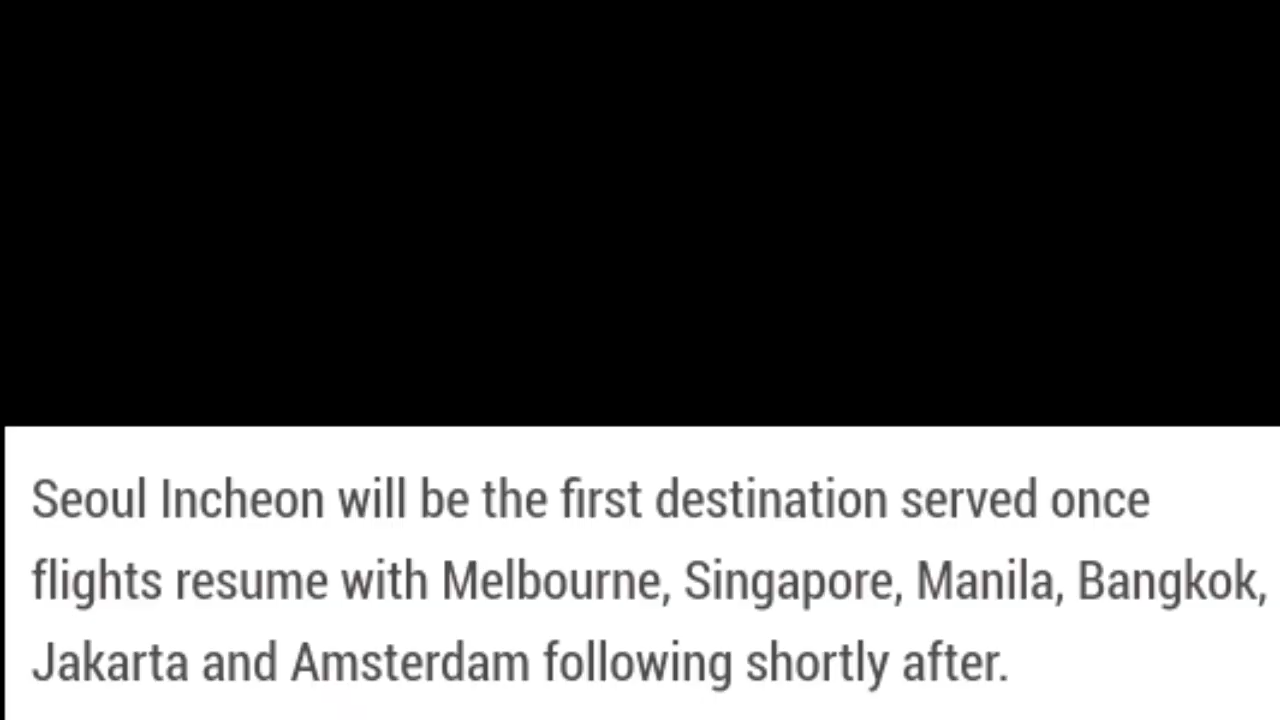 Seoul Incheon will be the first destination served once
flights resume with Melbourne, Singapore, Manila, Bangkok,
Jakarta and Amsterdam following shortly after.